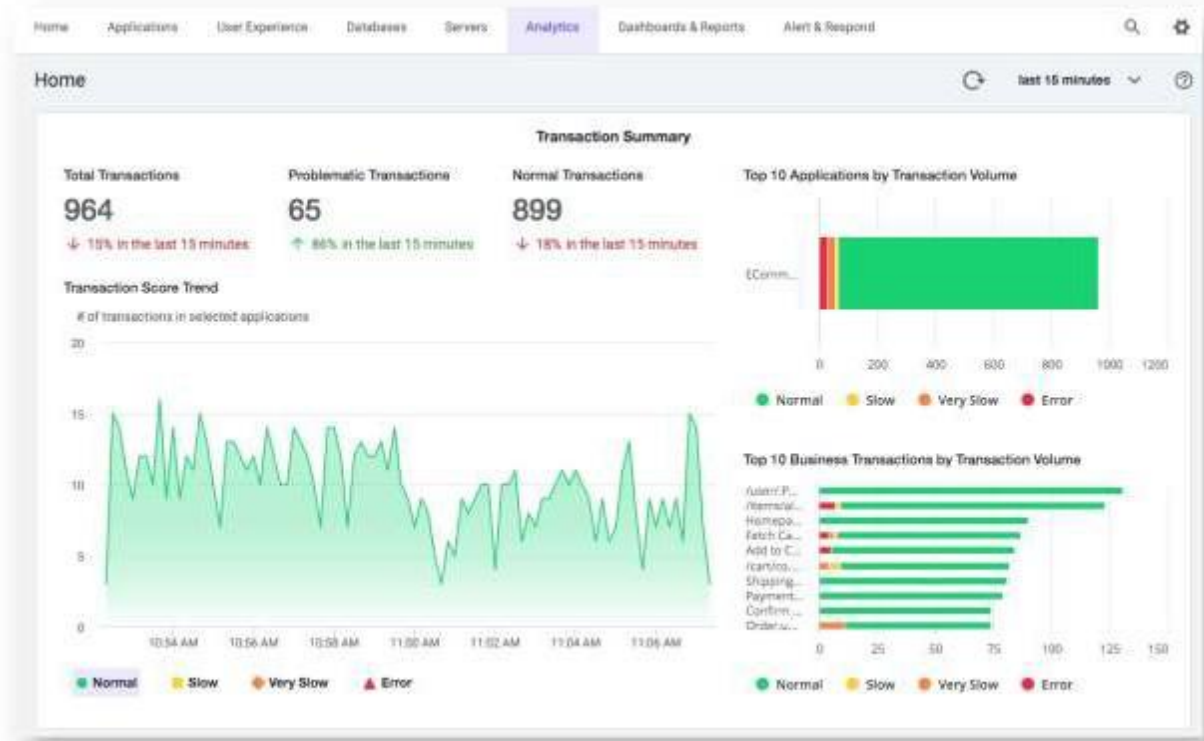 Home Applications User Experience Databases Servers Analytics Dashboards & Reports Alert & Respond
Home
last 15 minutes
Transaction Summary
Total Transactions
964
15% in the last 15 minutes
Problematic Transactions
65
86% in the last 15 minutes
Normal Transactions
899
18% in the last 15 minutes
Transaction Score Trend
# of transactions in selected applications
20
15
10
5
0
10:54 AM 10:56 AM 10:58 AM 11:00 AM 11:02 AM 11:04 AM 11:06 AM
Normal Slow Very Slow Error
Top 10 Applications by Transaction Volume
EComm...
0 200 400 600 800 1000 1200
Normal Slow Very Slow Error
Top 10 Business Transactions by Transaction Volume
/user/.P...
/items/al...
Homepa...
Fetch Ca...
Add to C...
/cart/co...
Shipping...
Payment...
Confirm ...
Order.u...
0 25 50 75 100 125 150
Normal Slow Very Slow Error